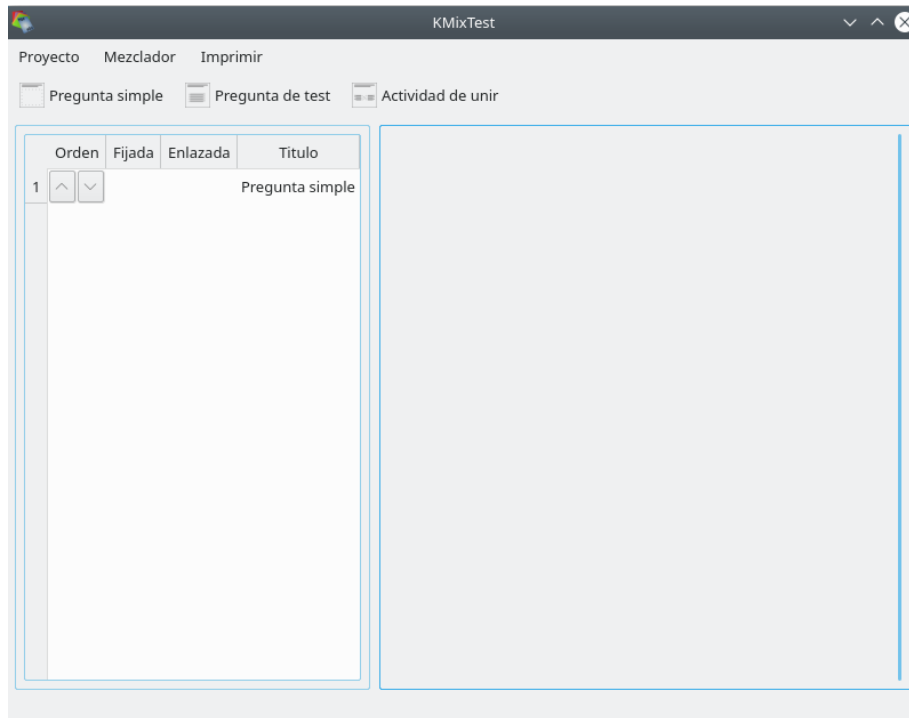 KMixTest
Proyecto Mezclador Imprimir
Pregunta simple Pregunta de test Actividad de unir
Orden Fijada Enlazada Titulo
1 Pregunta simple